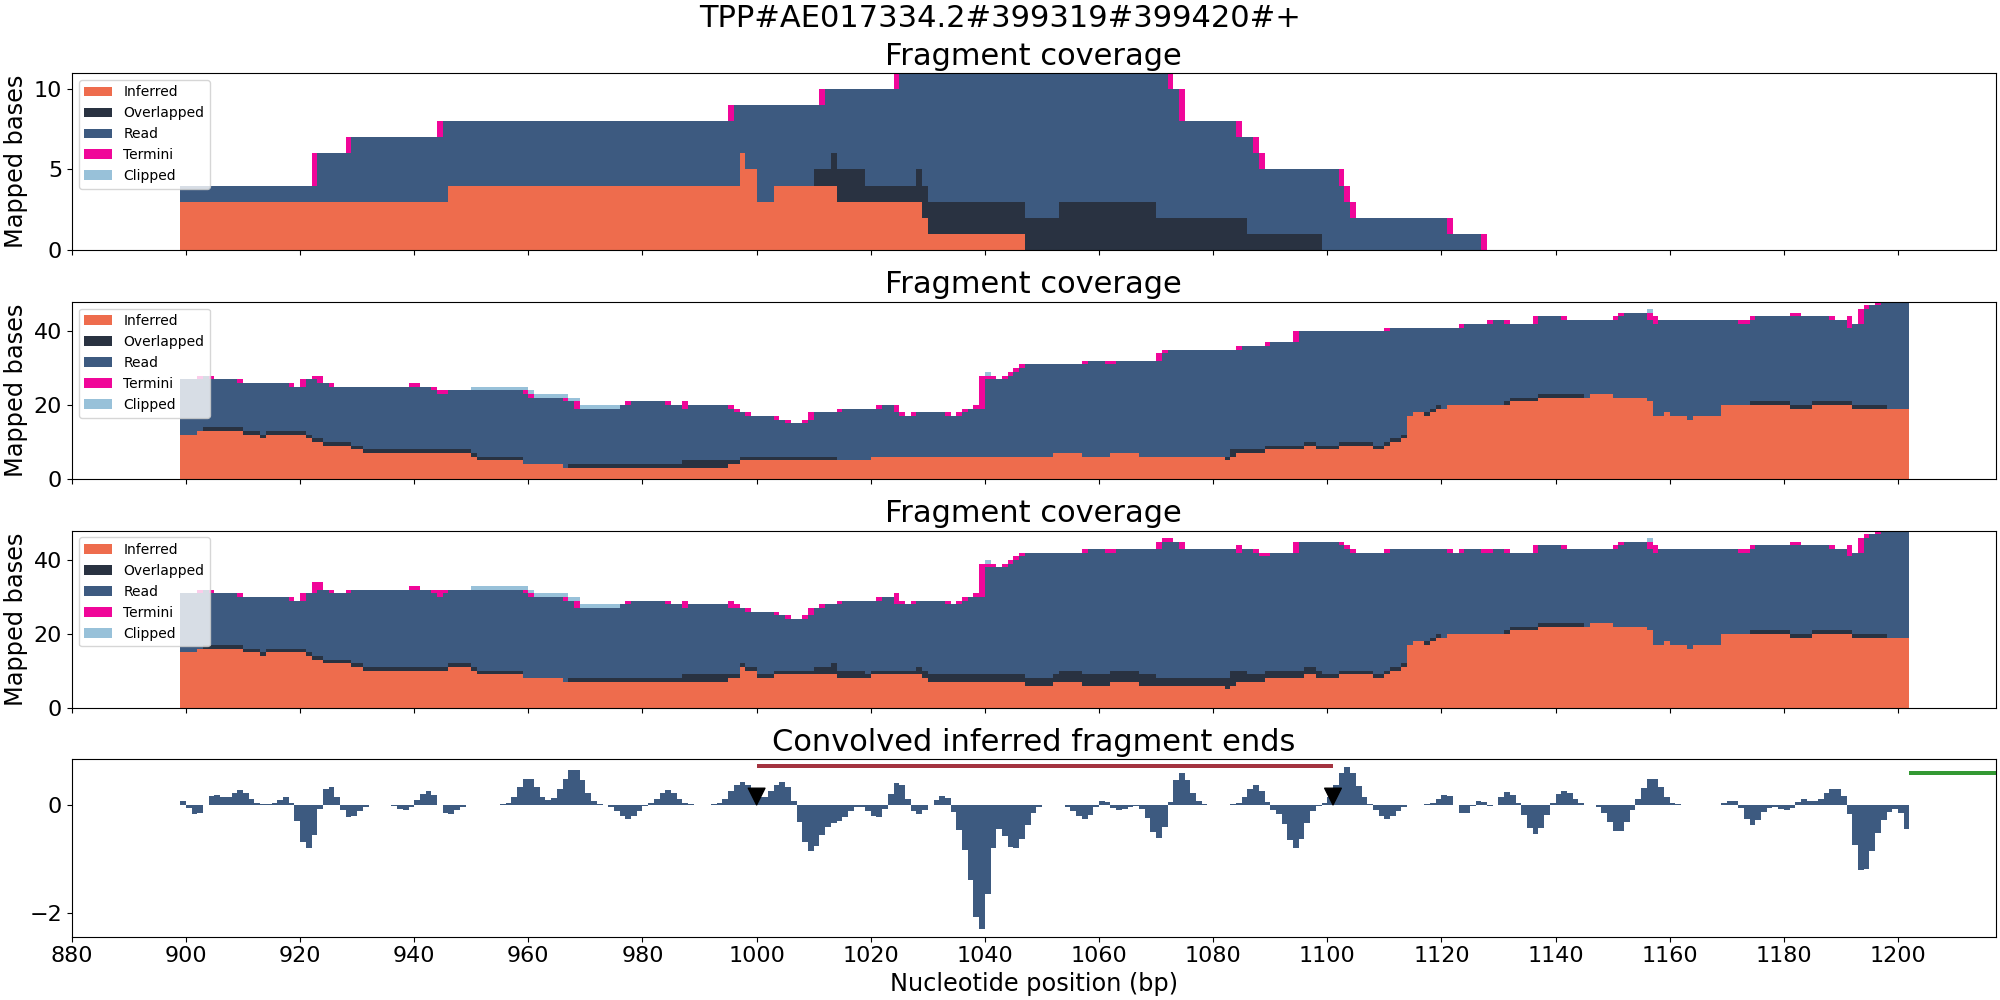 TPP#AE017334.2#399319#399420#+
Fragment coverage
Mapped bases
10
5
0
Inferred
Overlapped
Read
Termini
Clipped
Fragment coverage
Mapped bases
40
20
0
Inferred
Overlapped
Read
Termini
Clipped
Fragment coverage
Mapped bases
40
20
0
Inferred
Overlapped
Read
Termini
Clipped
Convolved inferred fragment ends
0
−2
880 900 920 940 960 980 1000 1020 1040 1060 1080 1100 1120 1140 1160 1180 1200
Nucleotide position (bp)